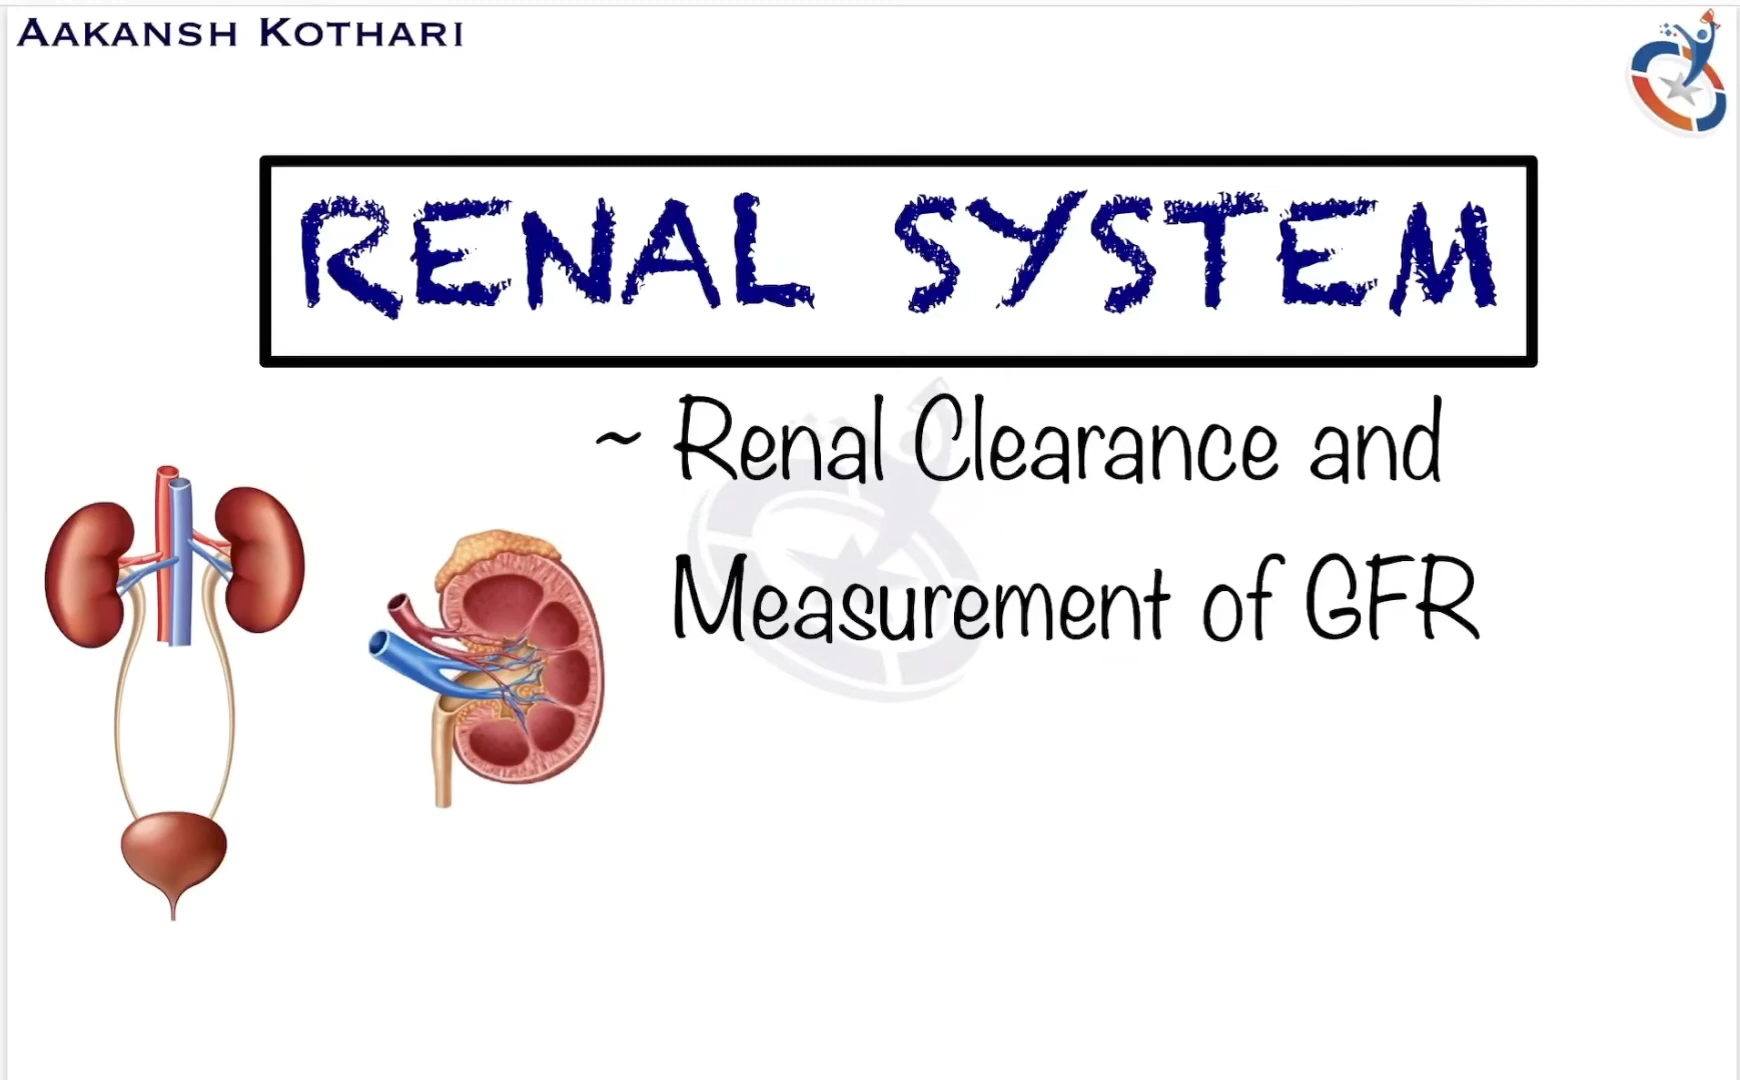 AAKANSH KOTHARI
RENAL SYSTEM
~ Renal Clearance and
Measurement of GFR